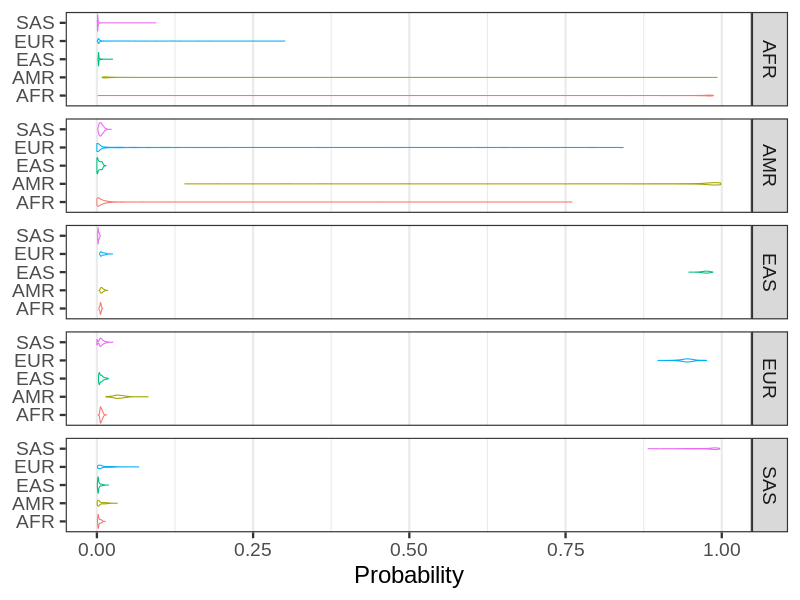 SAS
EUR
EAS
AMR
AFR
AFR
SAS
EUR
EAS
AMR
AFR
AMR
SAS
EUR
EAS
AMR
AFR
EAS
SAS
EUR
EAS
AMR
AFR
EUR
SAS
EUR
EAS
AMR
AFR
SAS
0.00 0.25 0.50 0.75 1.00
Probability